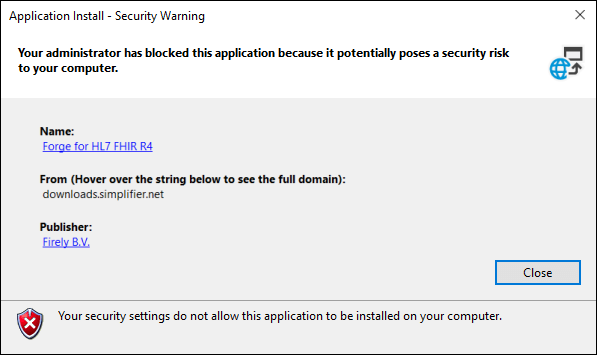 Application Install - Security Warning
Your administrator has blocked this application because it potentially poses a security risk
to your computer.
Name:
Forge for HL7 FHIR R4
From (Hover over the string below to see the full domain):
downloads.simplifier.net
Publisher:
Firely B.V.
Close
Your security settings do not allow this application to be installed on your computer.